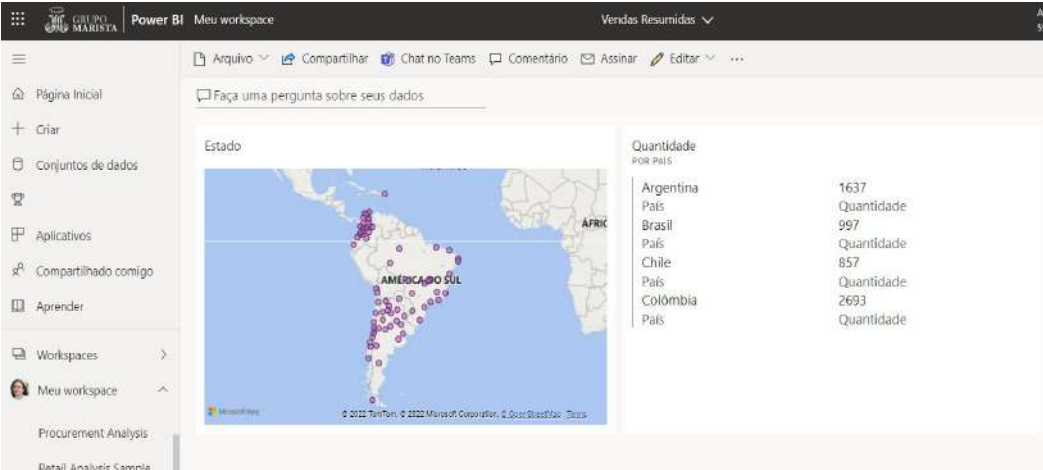 GRUPO MARISTA Power BI Meu workspace Vendas Resumidas
Arquivo Compartilhar Chat no Teams Comentário Assinar Editar ...
Página Inicial
Faça uma pergunta sobre seus dados
Criar
Conjuntos de dados
Aplicativos
Compartilhado comigo
Aprender
Workspaces
Meu workspace
Procurement Analysis
Retail Analysis Sample
Estado
ÁFRIC
AMÉRICA DO SUL
© 2022 TomTom, © 2022 Microsoft Corporation, © OpenStreetMap Terms
Quantidade
POR PAÍS
Argentina 1637
País Quantidade
Brasil 997
País Quantidade
Chile 857
País Quantidade
Colômbia 2693
País Quantidade